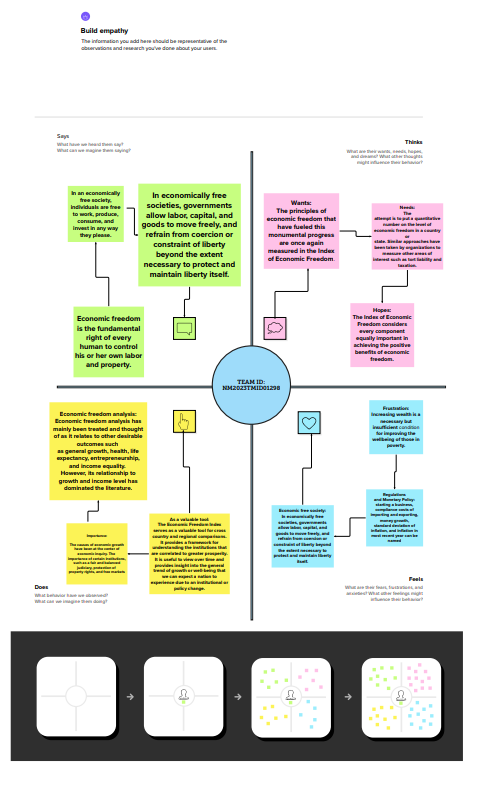 Build empathy
The information you add here should be representative of the
observations and research you've done about your users.
Says
What have we heard them say?
What can we imagine them saying?
Thinks
What are their wants, needs, hopes,
and dreams? What other thoughts
might influence their behavior?
In an economically
free society,
individuals are free
to work, produce,
consume, and
invest in any way
they please.
In economically free
societies, governments
allow labor, capital, and
goods to move freely, and
refrain from coercion or
constraint of liberty
beyond the extent
necessary to protect and
maintain liberty itself.
Economic freedom
is the fundamental
right of every
human to control
his or her own labor
and property.
Wants:
The principles of
economic freedom that
have fueled this
monumental progress
are once again
measured in the Index
of Economic Freedom
Needs:
The
attempt is to put a quantitative
number on the level of
economic freedom in a country
or
state. Similar approaches have
been taken by organizations to
measure other areas of
interest such as tort liability and
taxation.
Hopes:
The Index of Economic
Freedom considers
every component
equally important in
achieving the positive
benefits of economic
freedom.
TEAM ID:
NM2023TMID01298
Economic freedom analysis:
Economic freedom analysis has
mainly been treated and thought
of as it relates to other desirable
outcomes such
as general growth, health, life
expectancy, entrepreneurship,
and income equality.
However, its relationship to
growth and income level has
dominated the literature.
Importance
The causes of economic growth
have been at the center of
economic inquiry. The
importance of certain institutions,
such as a fair and balanced
judiciary, protection of
property rights, and free markets
As a valuable tool:
The Economic Freedom Index
serves as a valuable tool for cross
country and regional comparisons.
It provides a framework for
understanding the institutions that
are correlated to greater prosperity.
It is useful to view over time and
provides insight into the general
trend of growth or well-being that
we can expect a nation to
experience due to an institutional or
policy change.
Frustration:
Increasing wealth is a
necessary but
insufficient condition
for improving the
wellbeing of those in
poverty.
Regulations
and Monetary Policy:
starting a business,
compliance costs of
importing and exporting,
money growth,
standard deviation of
inflation, and inflation in
most recent year can be
named
Economic free society:
In economically free
societies, governments
allow labor, capital, and
goods to move freely, and
refrain from coercion or
constraint of liberty beyond
the extent necessary to
protect and maintain liberty
itself.
Does
What behavior have we observed?
What can we imagine them doing?
Feels
What are their fears, frustrations, and
anxieties? What other feelings might
influence their behavior?